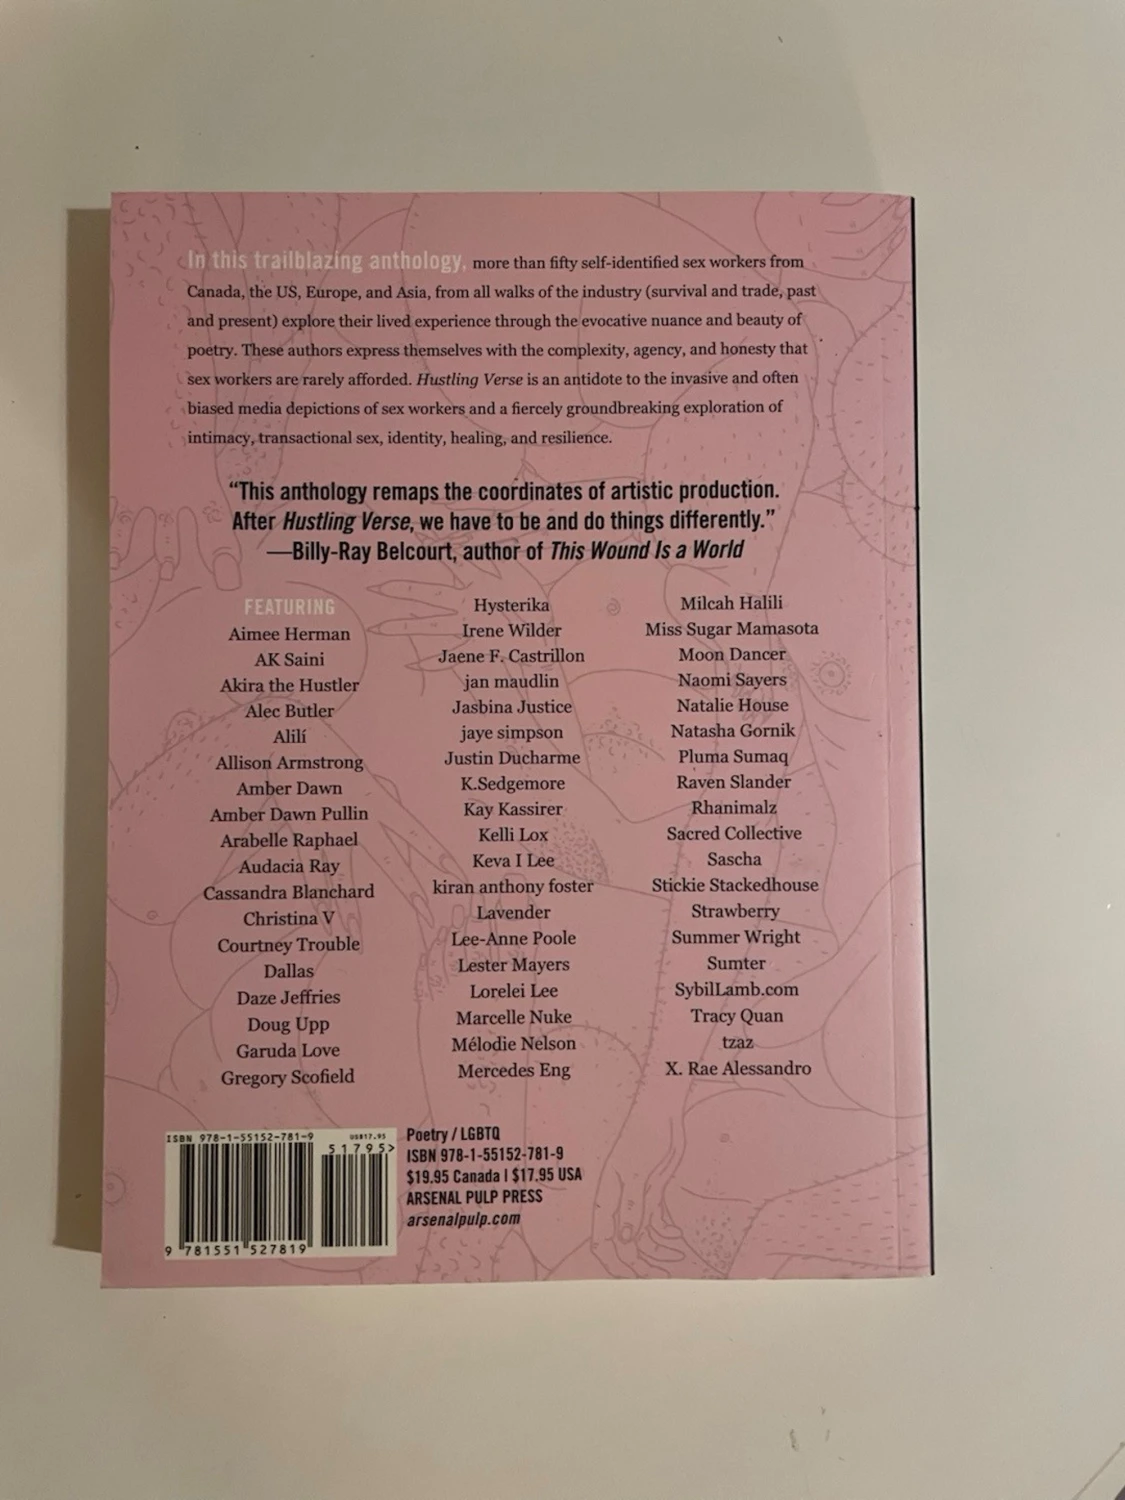 In this trailblazing anthology, more than fifty self-identified sex workers from
Canada, the US, Europe, and Asia, from all walks of the industry (survival and trade, past
and present) explore their lived experience through the evocative nuance and beauty of
poetry. These authors express themselves with the complexity, agency, and honesty that
sex workers are rarely afforded. Hustling Verse is an antidote to the invasive and often
biased media depictions of sex workers and a fiercely groundbreaking exploration of
intimacy, transactional sex, identity, healing, and resilience.
“This anthology remaps the coordinates of artistic production.
After Hustling Verse, we have to be and do things differently.”
—Billy-Ray Belcourt, author of This Wound Is a World
FEATURING
Aimee Herman
AK Saini
Akira the Hustler
Alec Butler
Alilí
Allison Armstrong
Amber Dawn
Amber Dawn Pullin
Arabelle Raphael
Audacia Ray
Cassandra Blanchard
Christina V
Courtney Trouble
Dallas
Daze Jeffries
Doug Upp
Garuda Love
Gregory Scofield
Hysterika
Irene Wilder
Jaene F. Castrillon
jan maudlin
Jasbina Justice
jaye simpson
Justin Ducharme
K.Sedgemore
Kay Kassirer
Kelli Lox
Keva I Lee
kiran anthony foster
Lavender
Lee-Anne Poole
Lester Mayers
Lorelei Lee
Marcelle Nuke
Mélodie Nelson
Mercedes Eng
Milcah Halili
Miss Sugar Mamasota
Moon Dancer
Naomi Sayers
Natalie House
Natasha Gornik
Pluma Sumaq
Raven Slander
Rhanimalz
Sacred Collective
Sascha
Stickie Stackedhouse
Strawberry
Summer Wright
Sumter
SybilLamb.com
Tracy Quan
tzaz
X. Rae Alessandro
ISBN 978-1-55152-781-9 US$17.95
51795>
9 781551 527819
Poetry / LGBTQ
ISBN 978-1-55152-781-9
$19.95 Canada | $17.95 USA
ARSENAL PULP PRESS
arsenalpulp.com